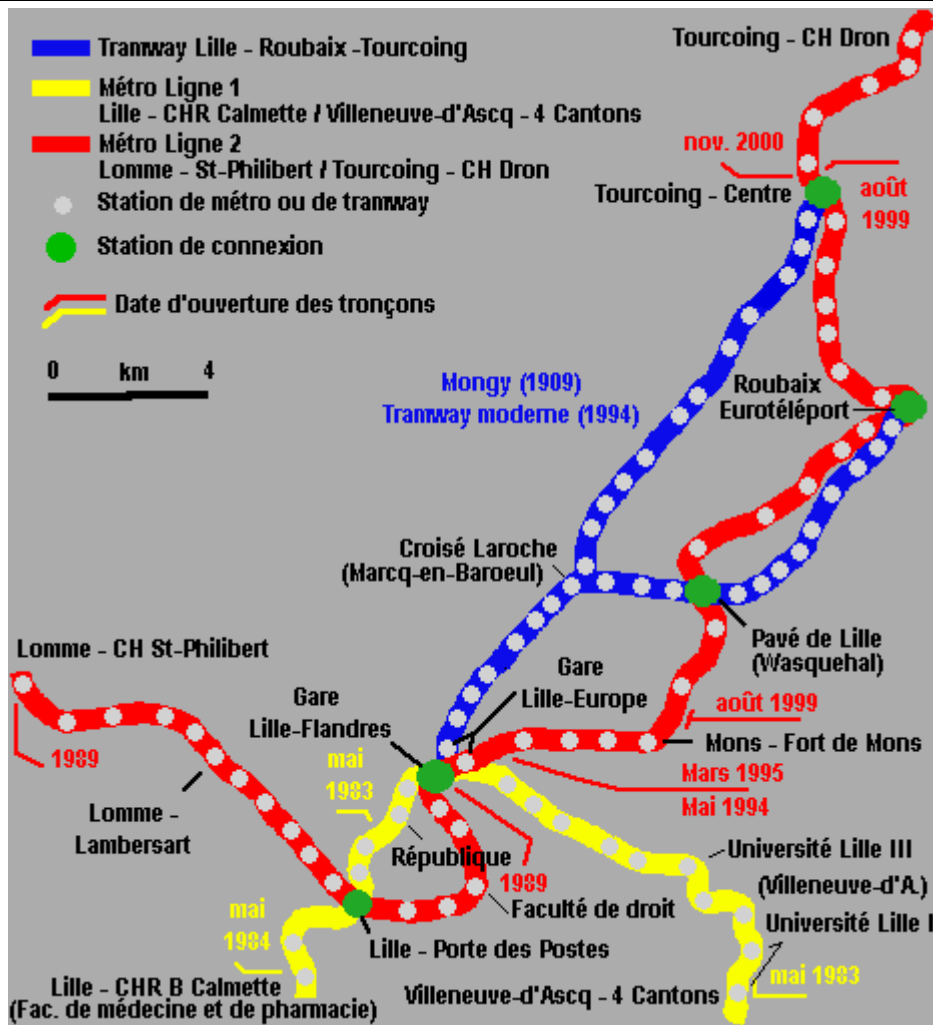 Tramway Lille - Roubaix -Tourcoing
Métro Ligne 1
Lille - CHR Calmette / Villeneuve-d'Ascq - 4 Cantons
Métro Ligne 2
Lomme - St-Philibert / Tourcoing - CH Dron
Station de métro ou de tramway
Station de connexion
Date d'ouverture des tronçons
0 km 4
Tourcoing - CH Dron
nov. 2000
Tourcoing - Centre
août
1999
Mongy (1909)
Tramway moderne (1994)
Roubaix
Eurotéléport
Croisé Laroche
(Marcq-en-Baroeul)
Pavé de Lille
(Wasquehal)
Lomme - CH St-Philibert
Gare
Lille-Europe
Gare
Lille-Flandres
août 1999
Mons - Fort de Mons
1989
mai
1983
Mars 1995
Mai 1994
Lomme -
Lambersart
République
1989
Université Lille III
(Villeneuve-d'A.)
Faculté de droit
mai
1984
Université Lille I
Lille - Porte des Postes
mai 1983
Lille - CHR B Calmette
(Fac. de médecine et de pharmacie)
Villeneuve-d'Ascq - 4 Cantons